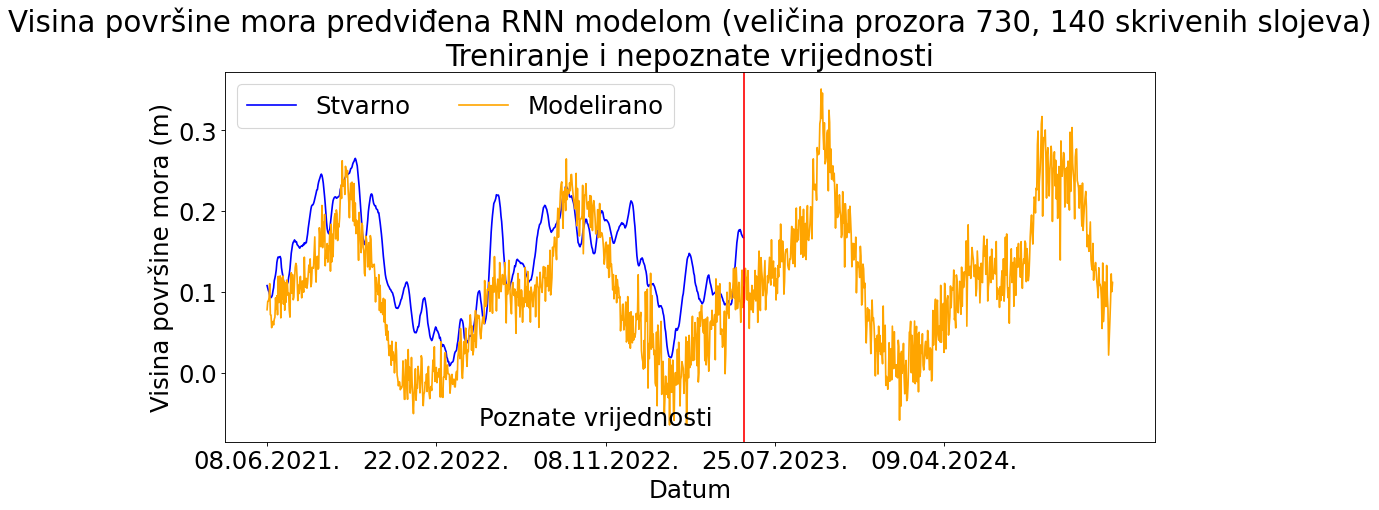 Visina površine mora predviđena RNN modelom (veličina prozora 730, 140 skrivenih slojeva)
Treniranje i nepoznate vrijednosti
Stvarno
Modelirano
Visina površine mora (m)
0.3
0.2
0.1
0.0
Poznate vrijednosti
08.06.2021. 22.02.2022. 08.11.2022. 25.07.2023. 09.04.2024.
Datum